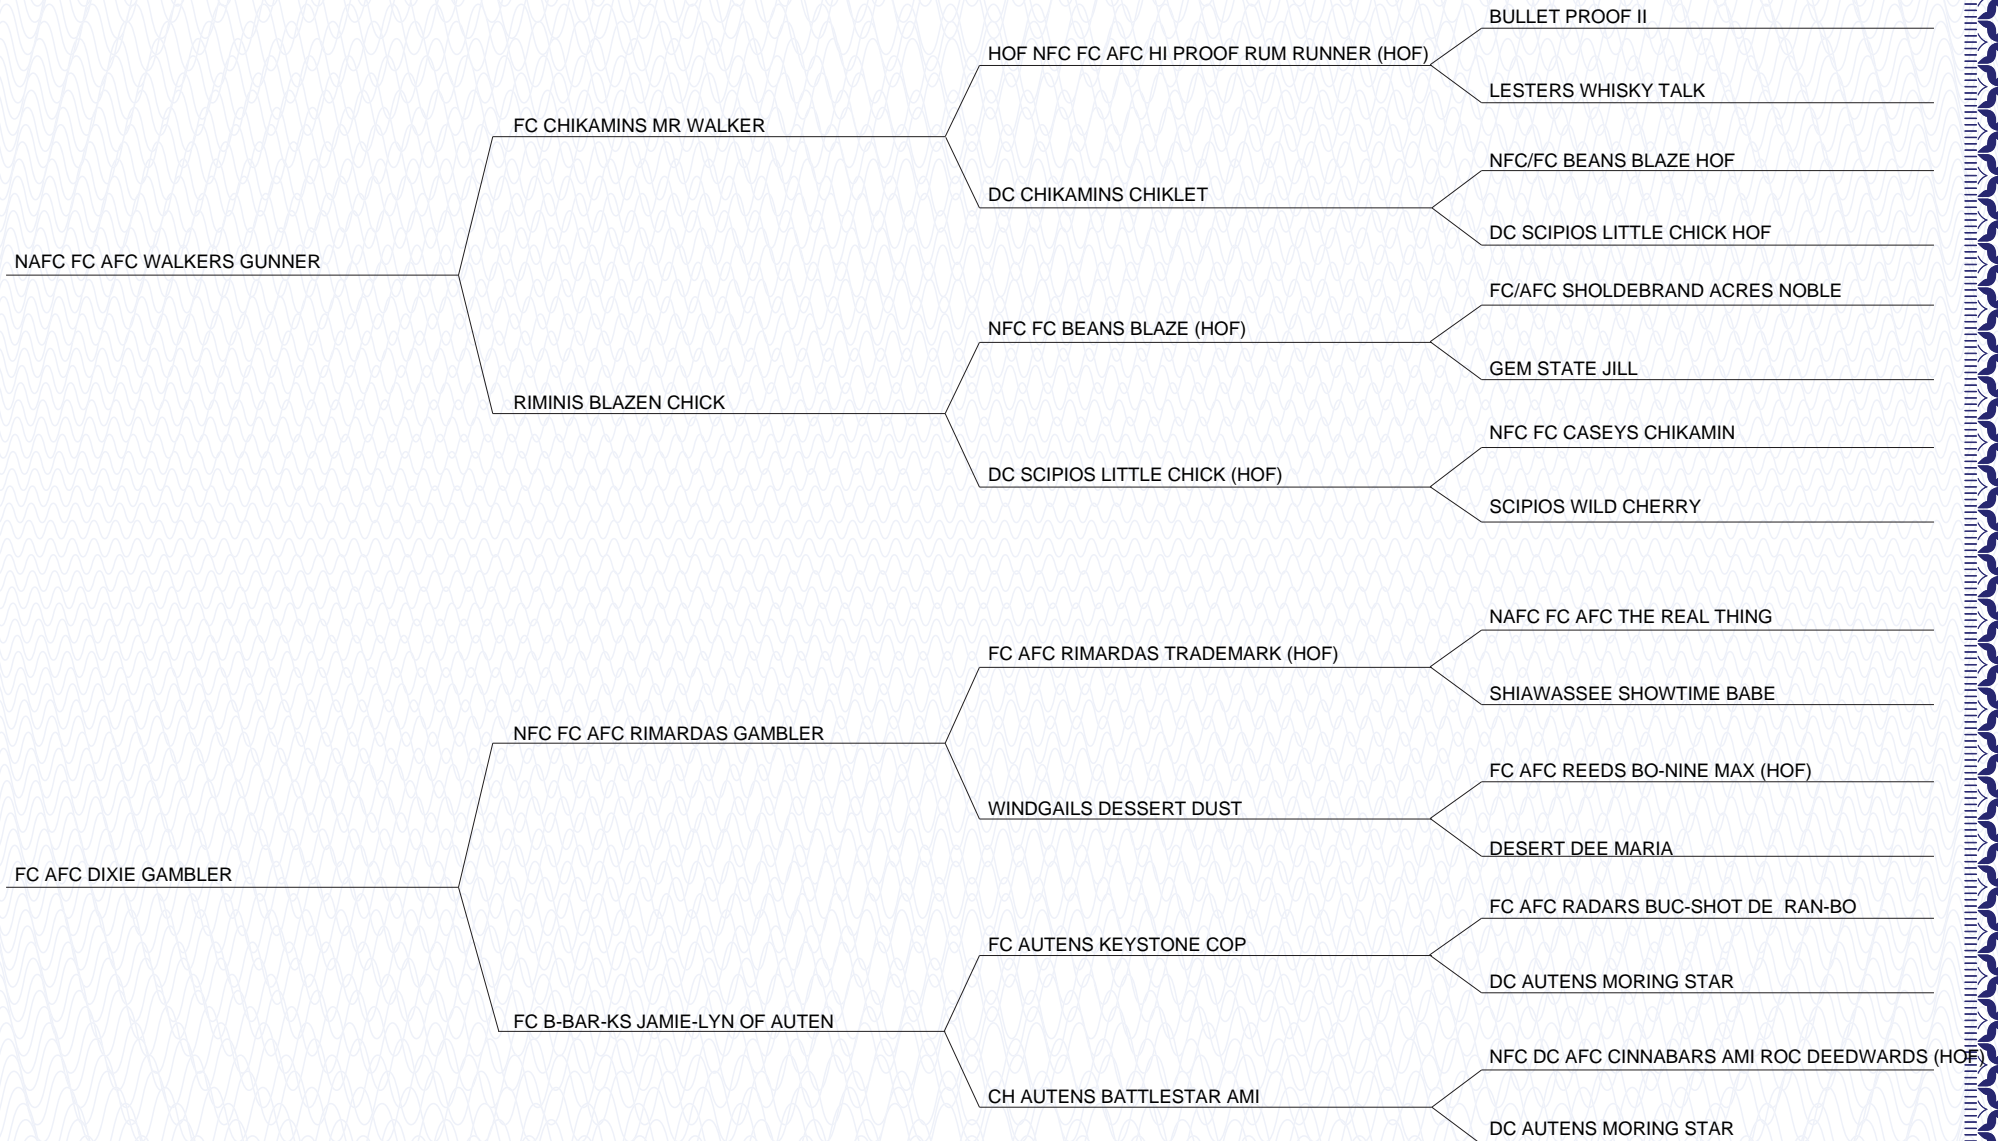 BULLET PROOF II
HOF NFC FC AFC HI PROOF RUM RUNNER (HOF)
LESTERS WHISKY TALK
FC CHIKAMINS MR WALKER
NFC/FC BEANS BLAZE HOF
DC CHIKAMINS CHIKLET
DC SCIPIOS LITTLE CHICK HOF
NAFC FC AFC WALKERS GUNNER
FC/AFC SHOLDEBRAND ACRES NOBLE
NFC FC BEANS BLAZE (HOF)
GEM STATE JILL
RIMINIS BLAZEN CHICK
NFC FC CASEYS CHIKAMIN
DC SCIPIOS LITTLE CHICK (HOF)
SCIPIOS WILD CHERRY
NAFC FC AFC THE REAL THING
FC AFC RIMARDAS TRADEMARK (HOF)
SHIAWASSEE SHOWTIME BABE
NFC FC AFC RIMARDAS GAMBLER
FC AFC REEDS BO-NINE MAX (HOF)
WINDGAILS DESSERT DUST
DESERT DEE MARIA
FC AFC DIXIE GAMBLER
FC AFC RADARS BUC-SHOT DE  RAN-BO
FC AUTENS KEYSTONE COP
DC AUTENS MORING STAR
FC B-BAR-KS JAMIE-LYN OF AUTEN
NFC DC AFC CINNABARS AMI ROC DEEDWARDS (HOF)
CH AUTENS BATTLESTAR AMI
DC AUTENS MORING STAR